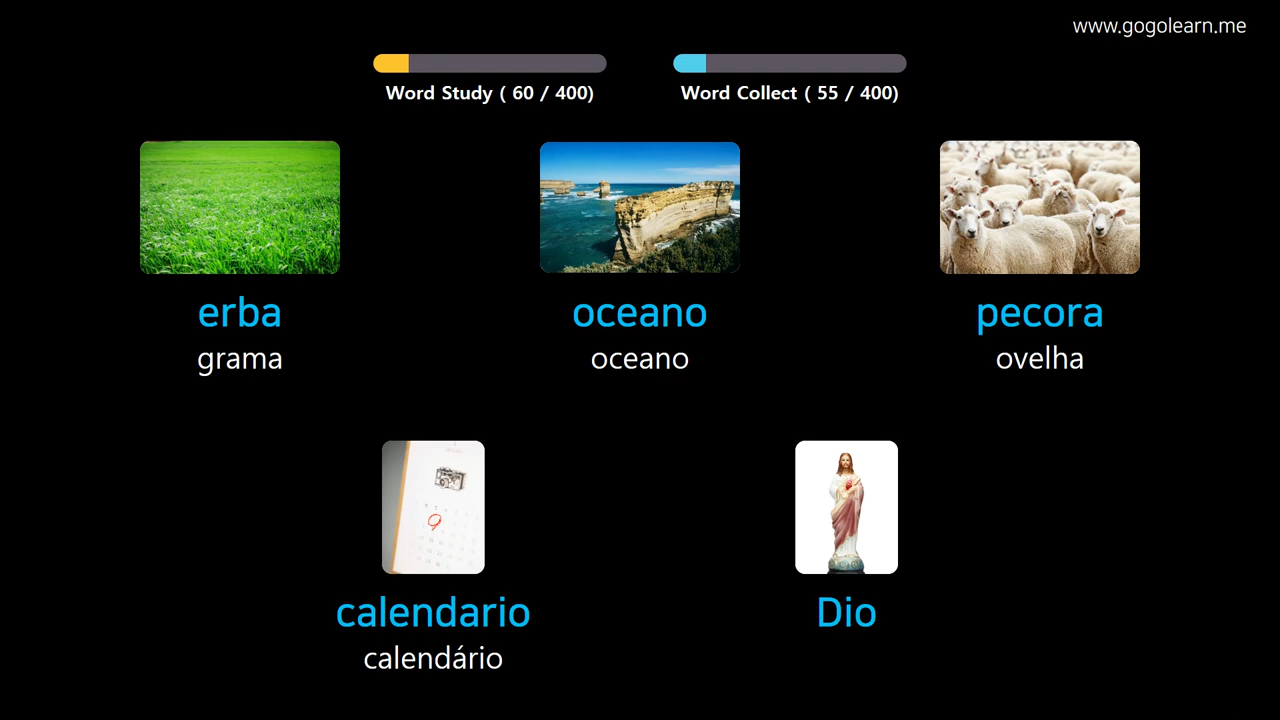 www.gogolearn.me
Word Study ( 60 / 400)
Word Collect ( 55 / 400)
erba
oceano
pecora
grama
oceano
ovelha
9
calendario
Dio
calendário